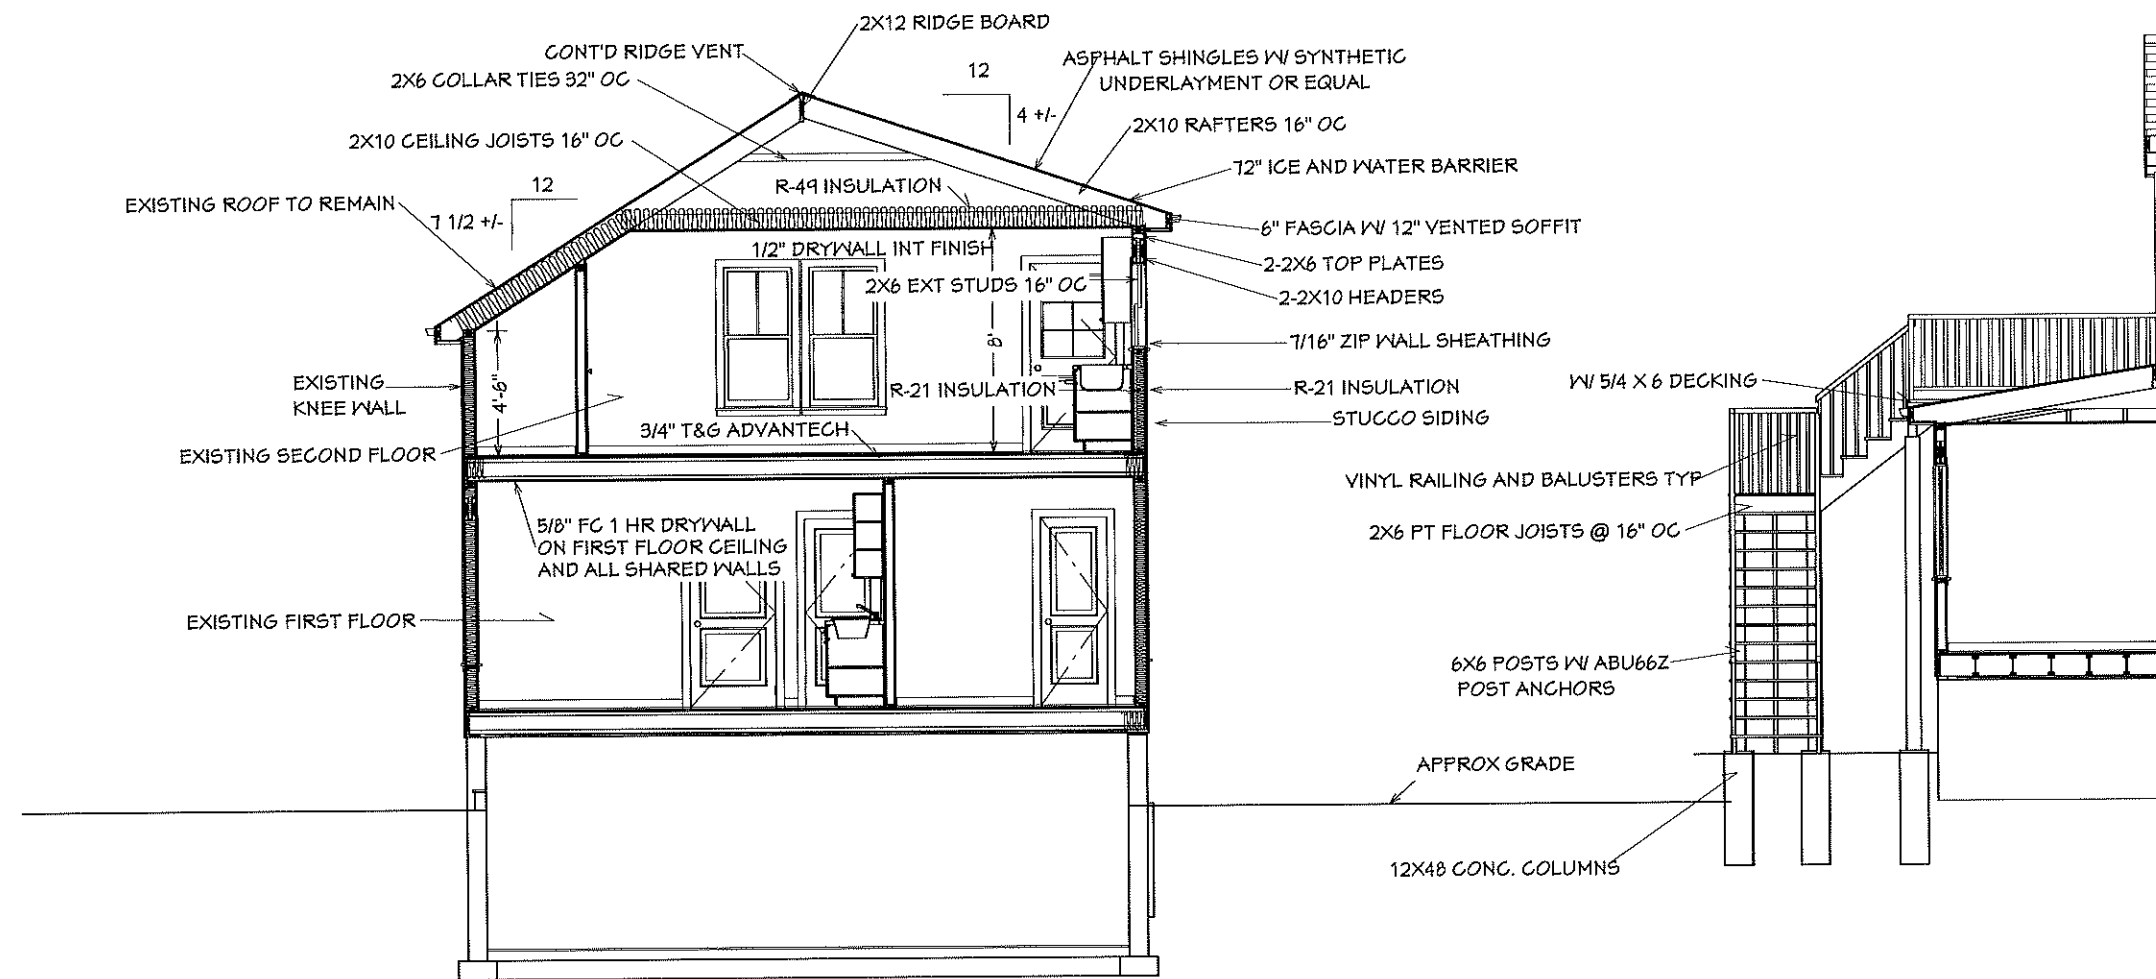 2X12 RIDGE BOARD
CONT'D RIDGE VENT
2X6 COLLAR TIES 32" OC
12
ASPHALT SHINGLES W/ SYNTHETIC
UNDERLAYMENT OR EQUAL
4 +/-
2X10 CEILING JOISTS 16" OC
2X10 RAFTERS 16" OC
72" ICE AND WATER BARRIER
12
R-49 INSULATION
EXISTING ROOF TO REMAIN
7 1/2 +/-
6" FASCIA W/ 12" VENTED SOFFIT
1/2" DRYWALL INT FINISH
2-2X6 TOP PLATES
2X6 EXT STUDS 16" OC
2-2X10 HEADERS
8'
7/16" ZIP WALL SHEATHING
EXISTING
KNEE WALL
4'-6"
R-21 INSULATION
R-21 INSULATION
W/ 5/4 X 6 DECKING
STUCCO SIDING
3/4" T&G ADVANTECH
EXISTING SECOND FLOOR
VINYL RAILING AND BALUSTERS TYP
5/8" FC 1 HR DRYWALL
ON FIRST FLOOR CEILING
AND ALL SHARED WALLS
2X6 PT FLOOR JOISTS @ 16" OC
EXISTING FIRST FLOOR
6X6 POSTS W/ ABU66Z
POST ANCHORS
APPROX GRADE
12X48 CONC. COLUMNS